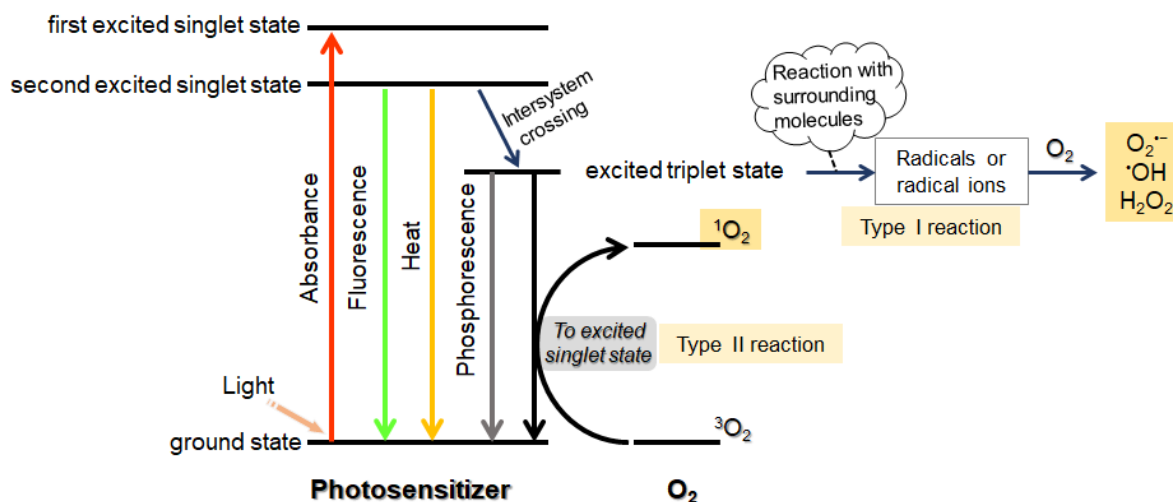 first excited singlet state
second excited singlet state
Intersystem
crossing
Reaction with
surrounding
molecules
excited triplet state
Radicals or
radical ions
O₂
O₂•−
•OH
H₂O₂
Type I reaction
¹O₂
Absorbance
Fluorescence
Heat
Phosphorescence
To excited
singlet state
Type II reaction
Light
ground state
³O₂
Photosensitizer
O₂